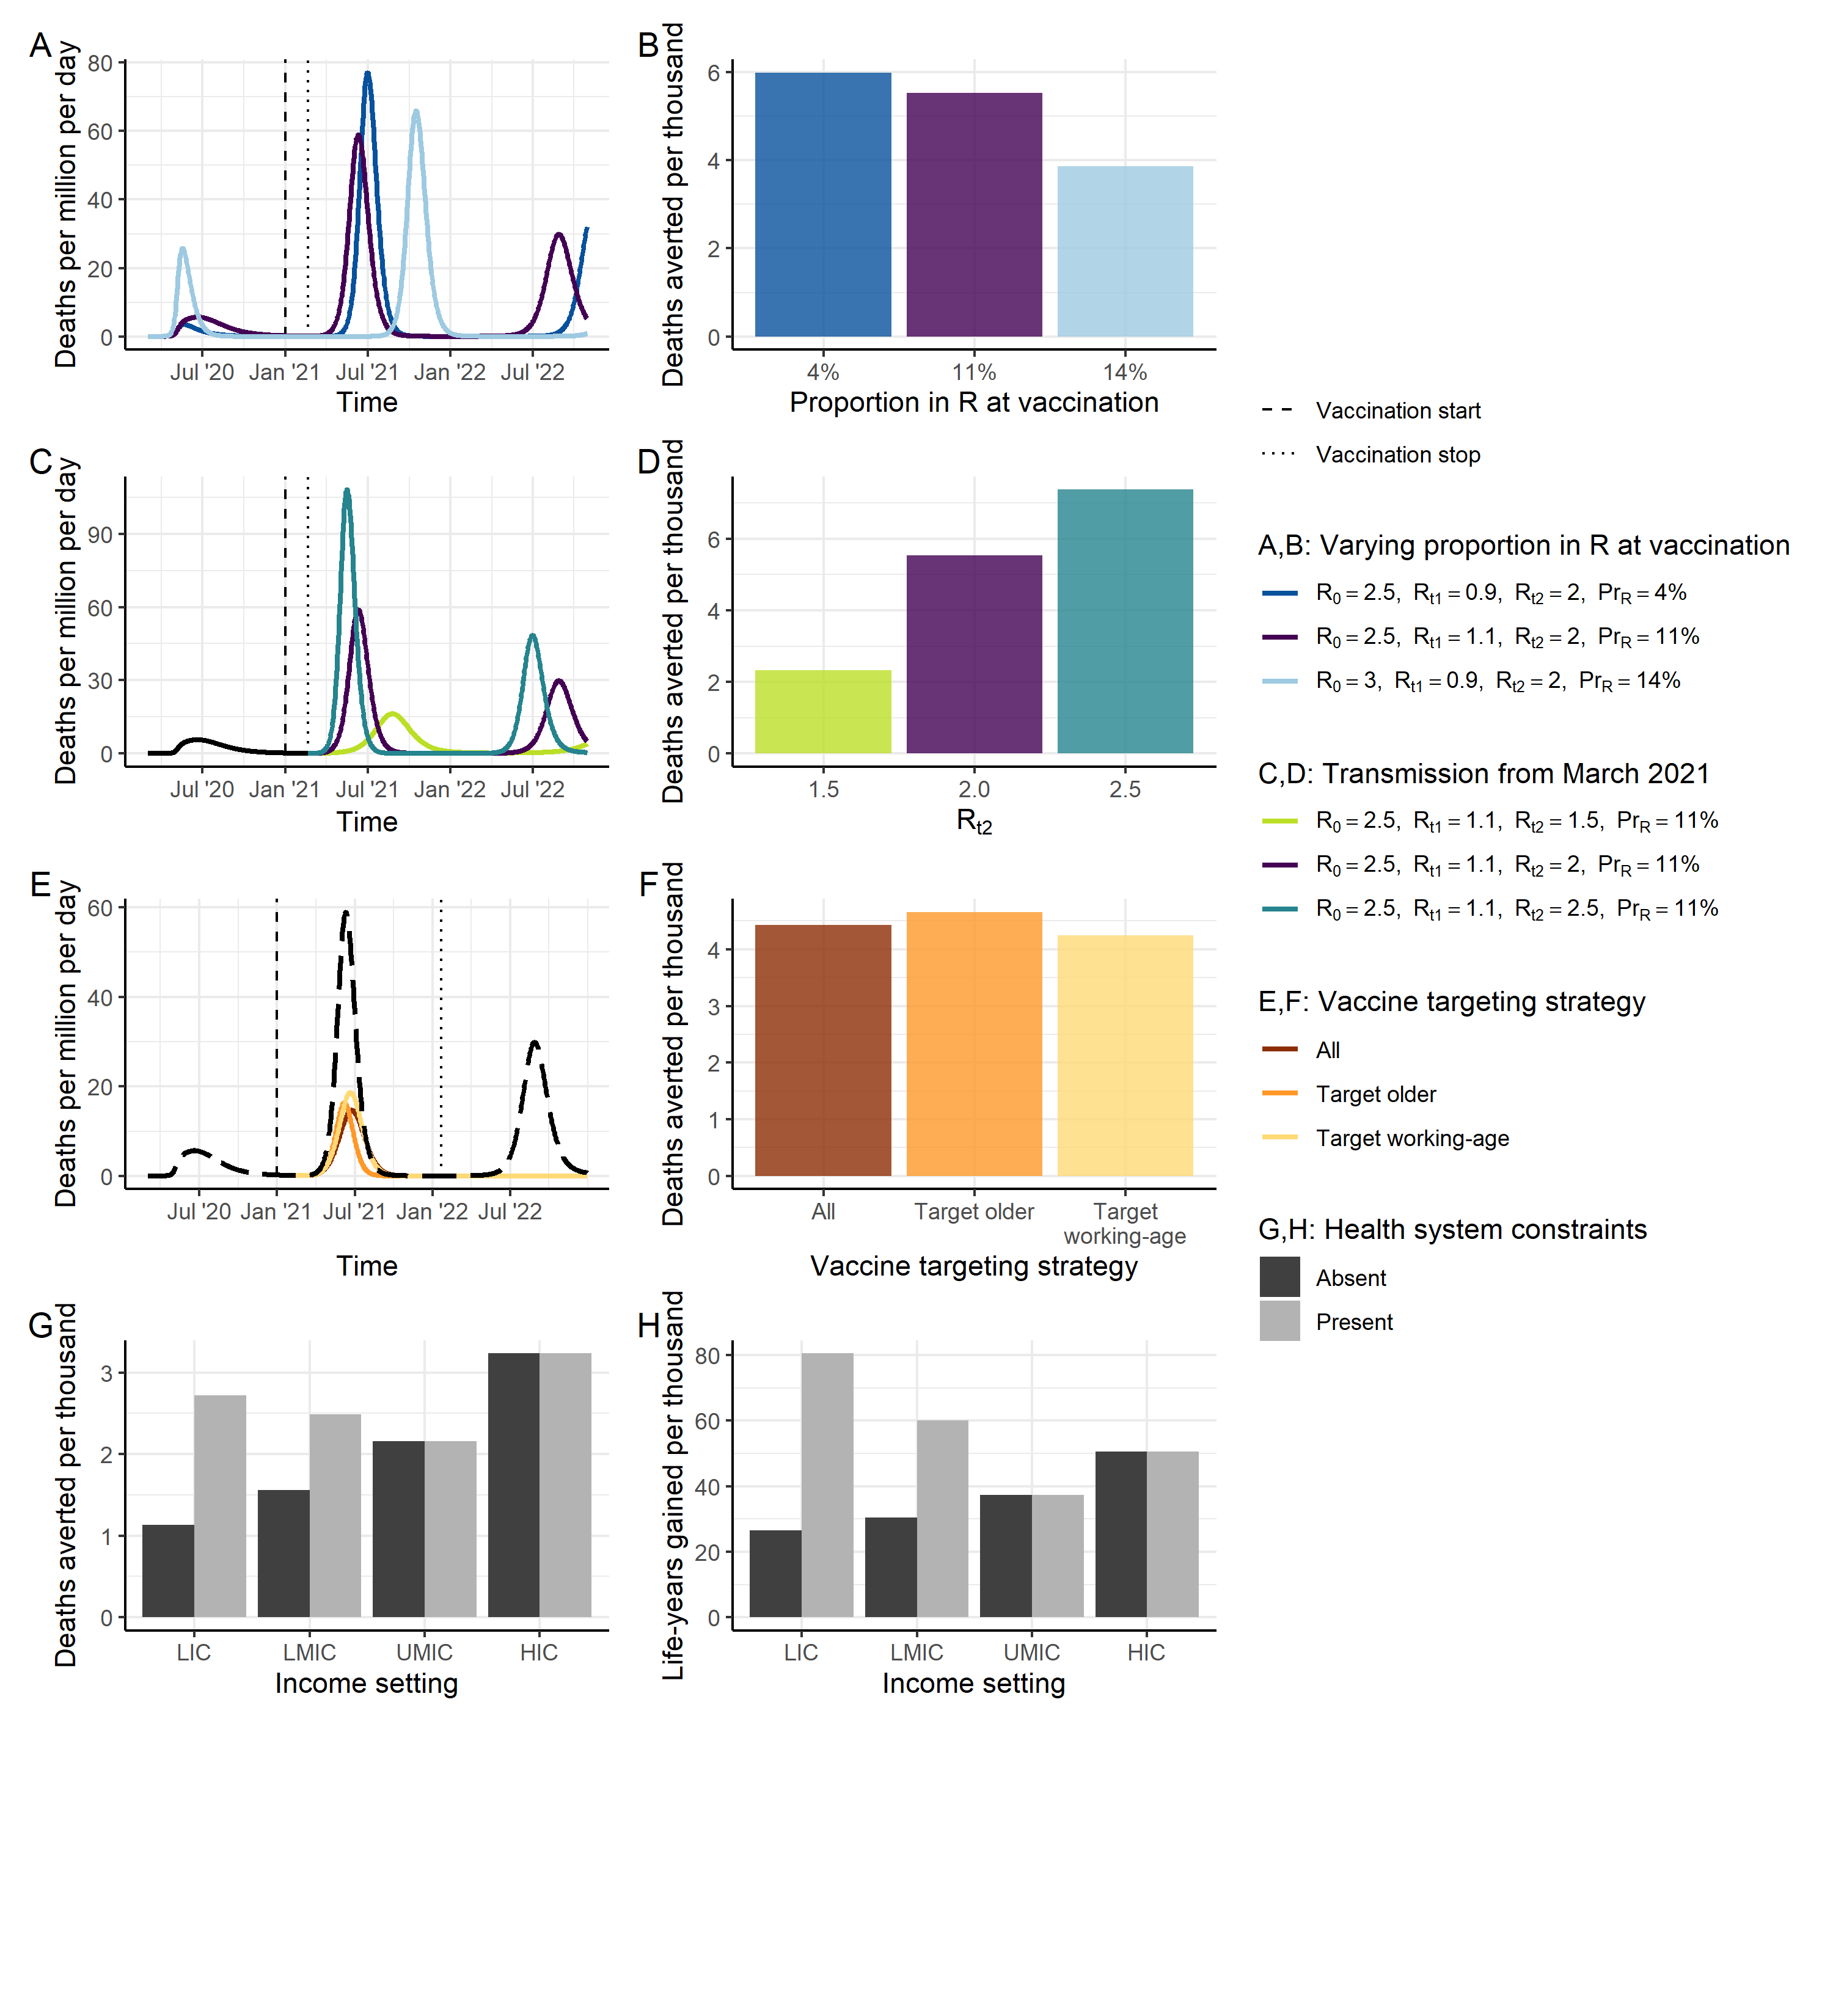 A
Deaths per million per day
80
60
40
20
0
Jul '20 Jan '21 Jul '21 Jan '22 Jul '22
Time
B
Deaths averted per thousand
6
4
2
0
4% 11% 14%
Proportion in R at vaccination
C
Deaths per million per day
90
60
30
0
Jul '20 Jan '21 Jul '21 Jan '22 Jul '22
Time
D
Deaths averted per thousand
6
4
2
0
1.5 2.0 2.5
Rt2
E
Deaths per million per day
60
40
20
0
Jul '20 Jan '21 Jul '21 Jan '22 Jul '22
Time
F
Deaths averted per thousand
4
3
2
1
0
All Target older Target
working-age
Vaccine targeting strategy
G
Deaths averted per thousand
3
2
1
0
LIC LMIC UMIC HIC
Income setting
H
Life-years gained per thousand
80
60
40
20
0
LIC LMIC UMIC HIC
Income setting
Vaccination start
Vaccination stop
A,B: Varying proportion in R at vaccination
R0 = 2.5, Rt1 = 0.9, Rt2 = 2, PrR = 4%
R0 = 2.5, Rt1 = 1.1, Rt2 = 2, PrR = 11%
R0 = 3, Rt1 = 0.9, Rt2 = 2, PrR = 14%
C,D: Transmission from March 2021
R0 = 2.5, Rt1 = 1.1, Rt2 = 1.5, PrR = 11%
R0 = 2.5, Rt1 = 1.1, Rt2 = 2, PrR = 11%
R0 = 2.5, Rt1 = 1.1, Rt2 = 2.5, PrR = 11%
E,F: Vaccine targeting strategy
All
Target older
Target working-age
G,H: Health system constraints
Absent
Present